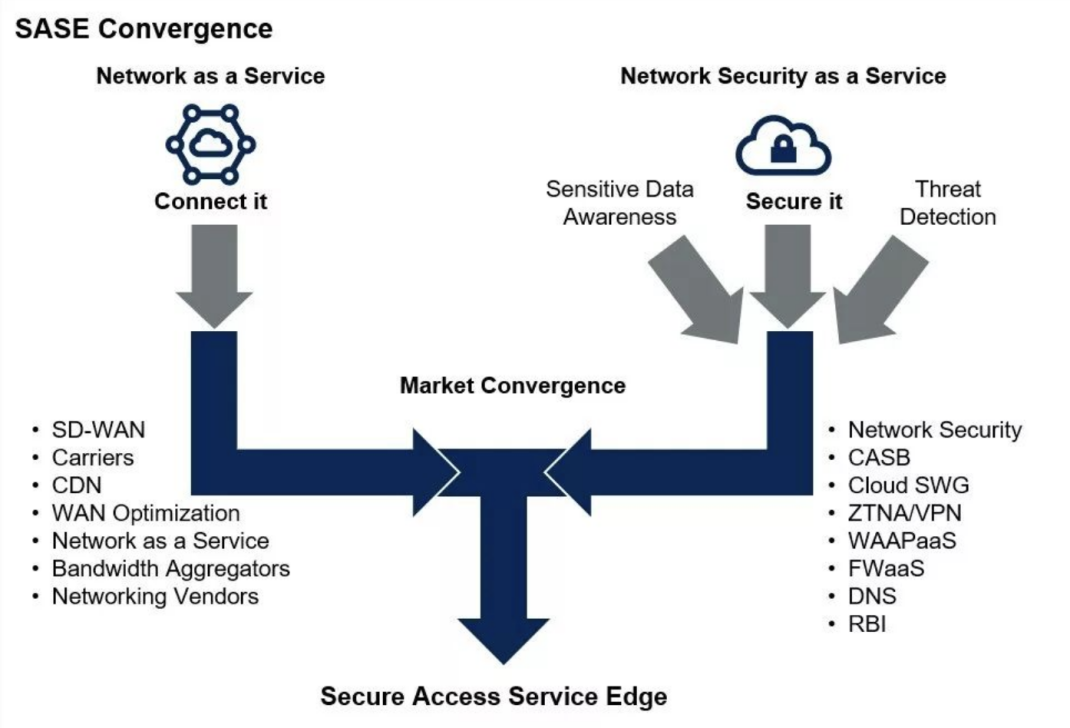 SASE Convergence
Network as a Service
Connect it
Network Security as a Service
Sensitive Data
Awareness
Secure it
Threat
Detection
Market Convergence
• SD-WAN
• Carriers
• CDN
• WAN Optimization
• Network as a Service
• Bandwidth Aggregators
• Networking Vendors
• Network Security
• CASB
• Cloud SWG
• ZTNA/VPN
• WAAPaaS
• FWaaS
• DNS
• RBI
Secure Access Service Edge